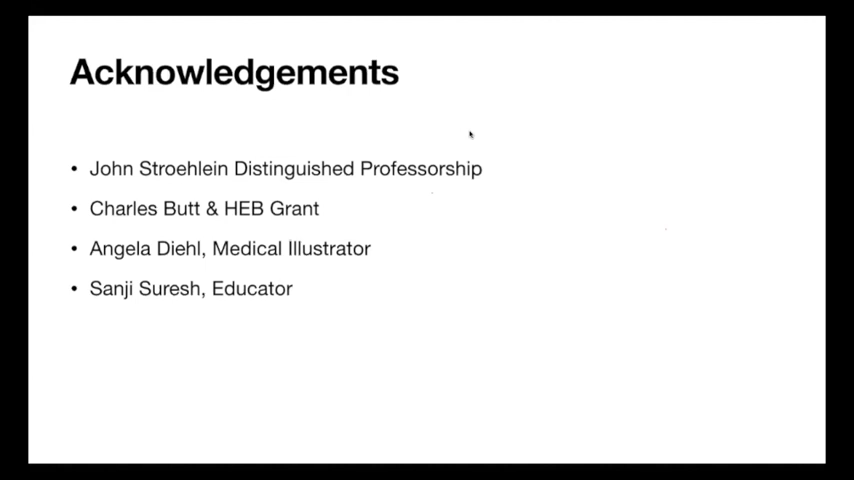 Acknowledgements
• John Stroehlein Distinguished Professorship
• Charles Butt & HEB Grant
• Angela Diehl, Medical Illustrator
• Sanji Suresh, Educator